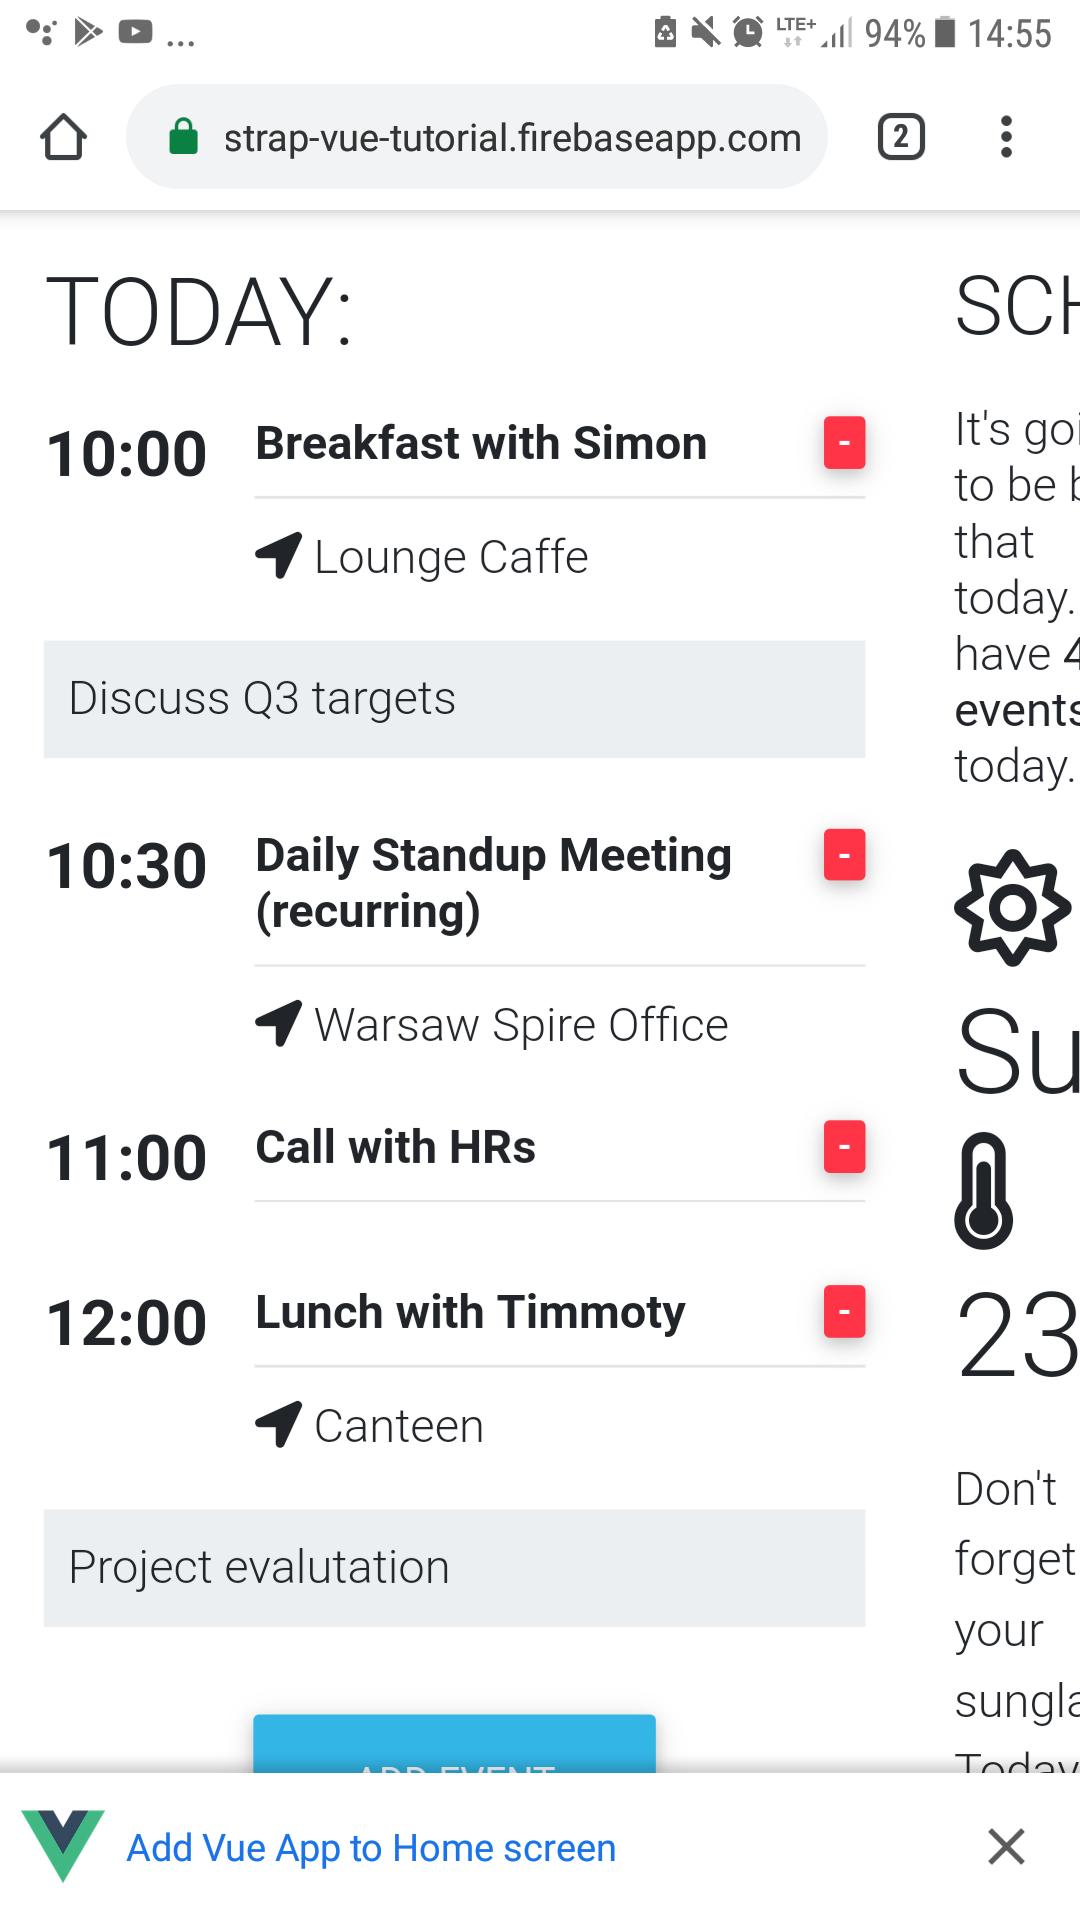 ... LTE+ 94% 14:55
strap-vue-tutorial.firebaseapp.com 2
TODAY:
10:00 Breakfast with Simon -
Lounge Caffe
Discuss Q3 targets
10:30 Daily Standup Meeting -
(recurring)
Warsaw Spire Office
11:00 Call with HRs -
12:00 Lunch with Timmoty -
Canteen
Project evalutation
ADD EVENT
SCH
It's goi
to be b
that
today.
have 4
events
today.
Su
23
Don't
forget
your
sungla
Today
Add Vue App to Home screen